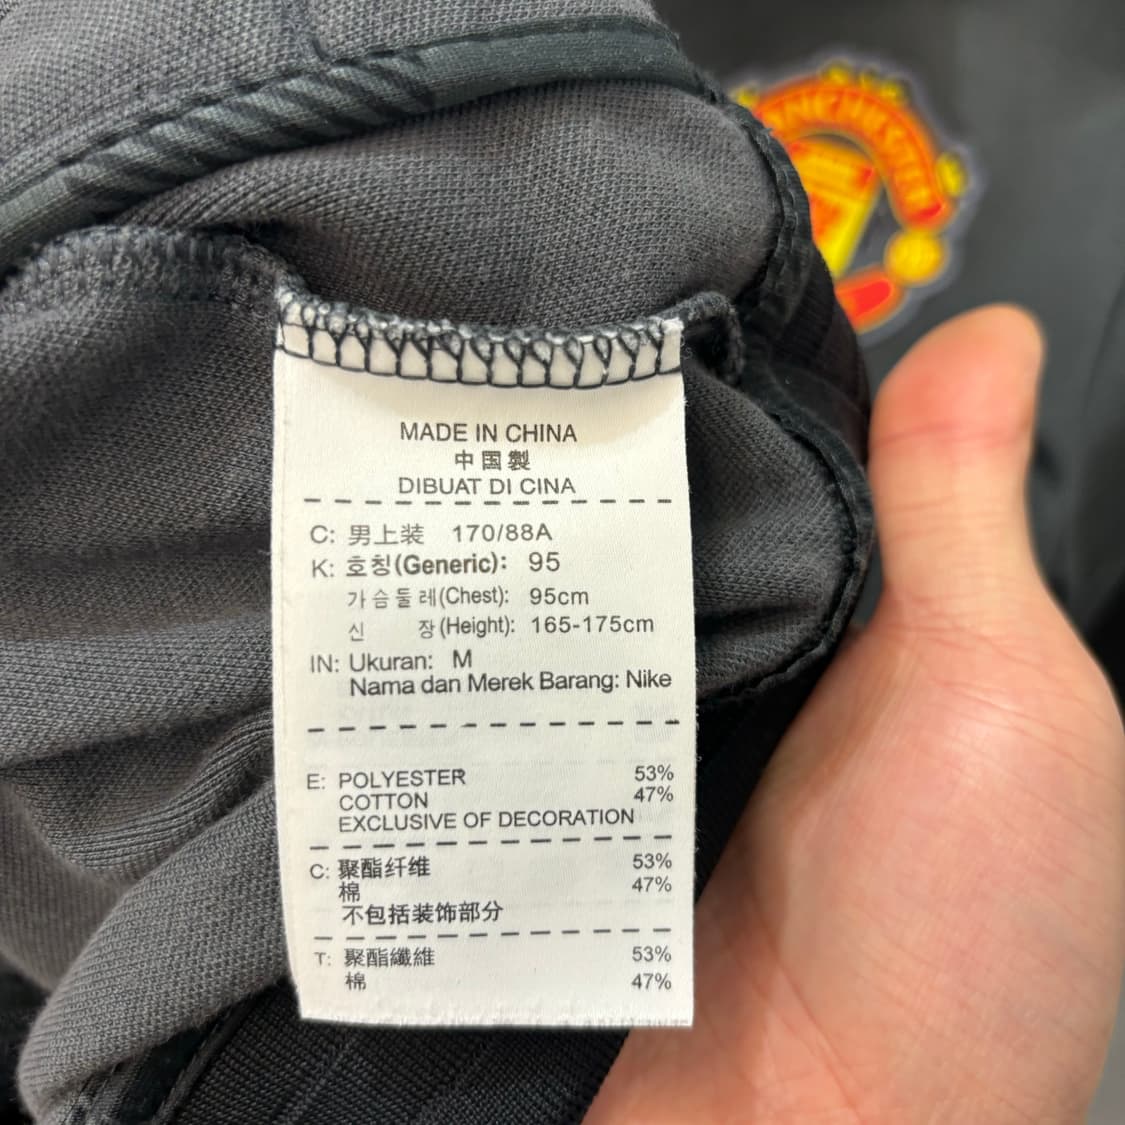 MANCHESTER
MADE IN CHINA
中国製
DIBUAT DI CINA
C: 男上装 170/88A
K: 호칭(Generic): 95
가슴둘레(Chest): 95cm
신 장(Height): 165-175cm
IN: Ukuran: M
Nama dan Merek Barang: Nike
E: POLYESTER 53%
COTTON 47%
EXCLUSIVE OF DECORATION
C: 聚酯纤维 53%
棉 47%
不包括装饰部分
T: 聚酯纖維 53%
棉 47%